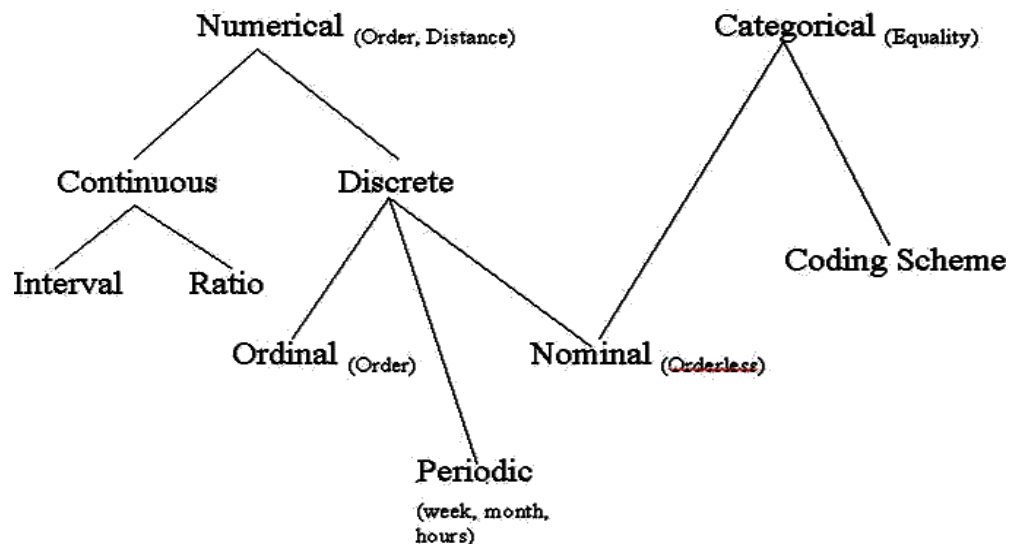 Numerical (Order, Distance)
Categorical (Equality)
Continuous
Discrete
Coding Scheme
Interval
Ratio
Ordinal (Order)
Nominal (Orderless)
Periodic
(week, month,
hours)